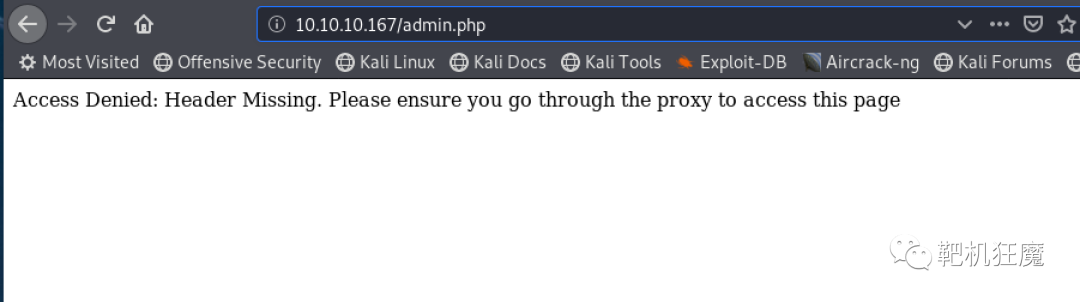 10.10.10.167/admin.php
Most Visited Offensive Security Kali Linux Kali Docs Kali Tools Exploit-DB Aircrack-ng Kali Forums
Access Denied: Header Missing. Please ensure you go through the proxy to access this page
靶机狂魔